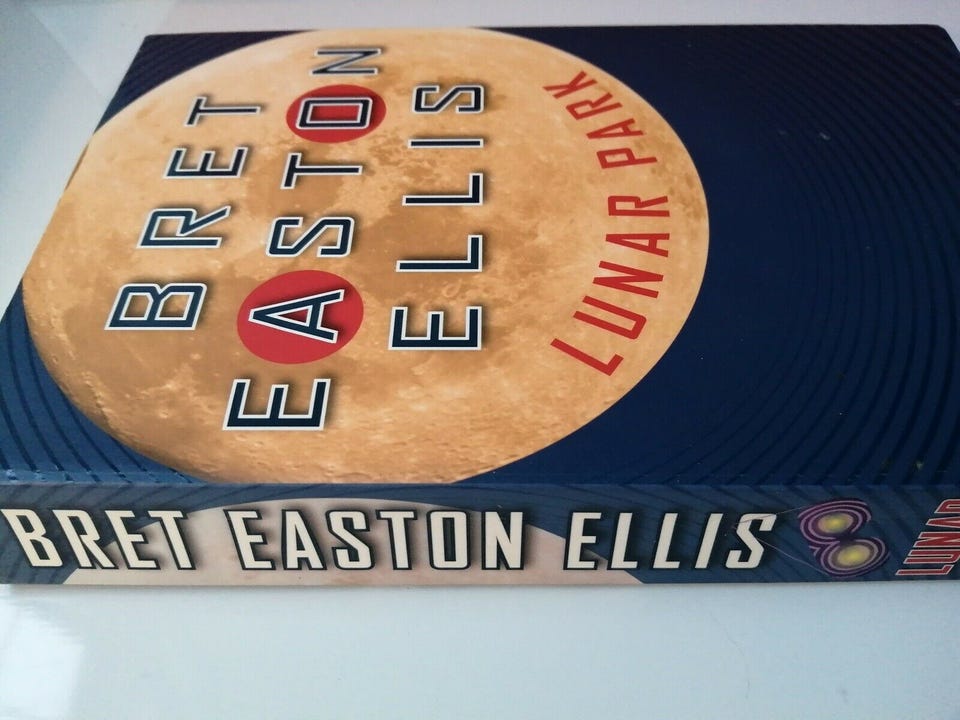 BRET
EASTON
ELLIS
LUNAR PARK
BRET EASTON ELLIS
LUNAR